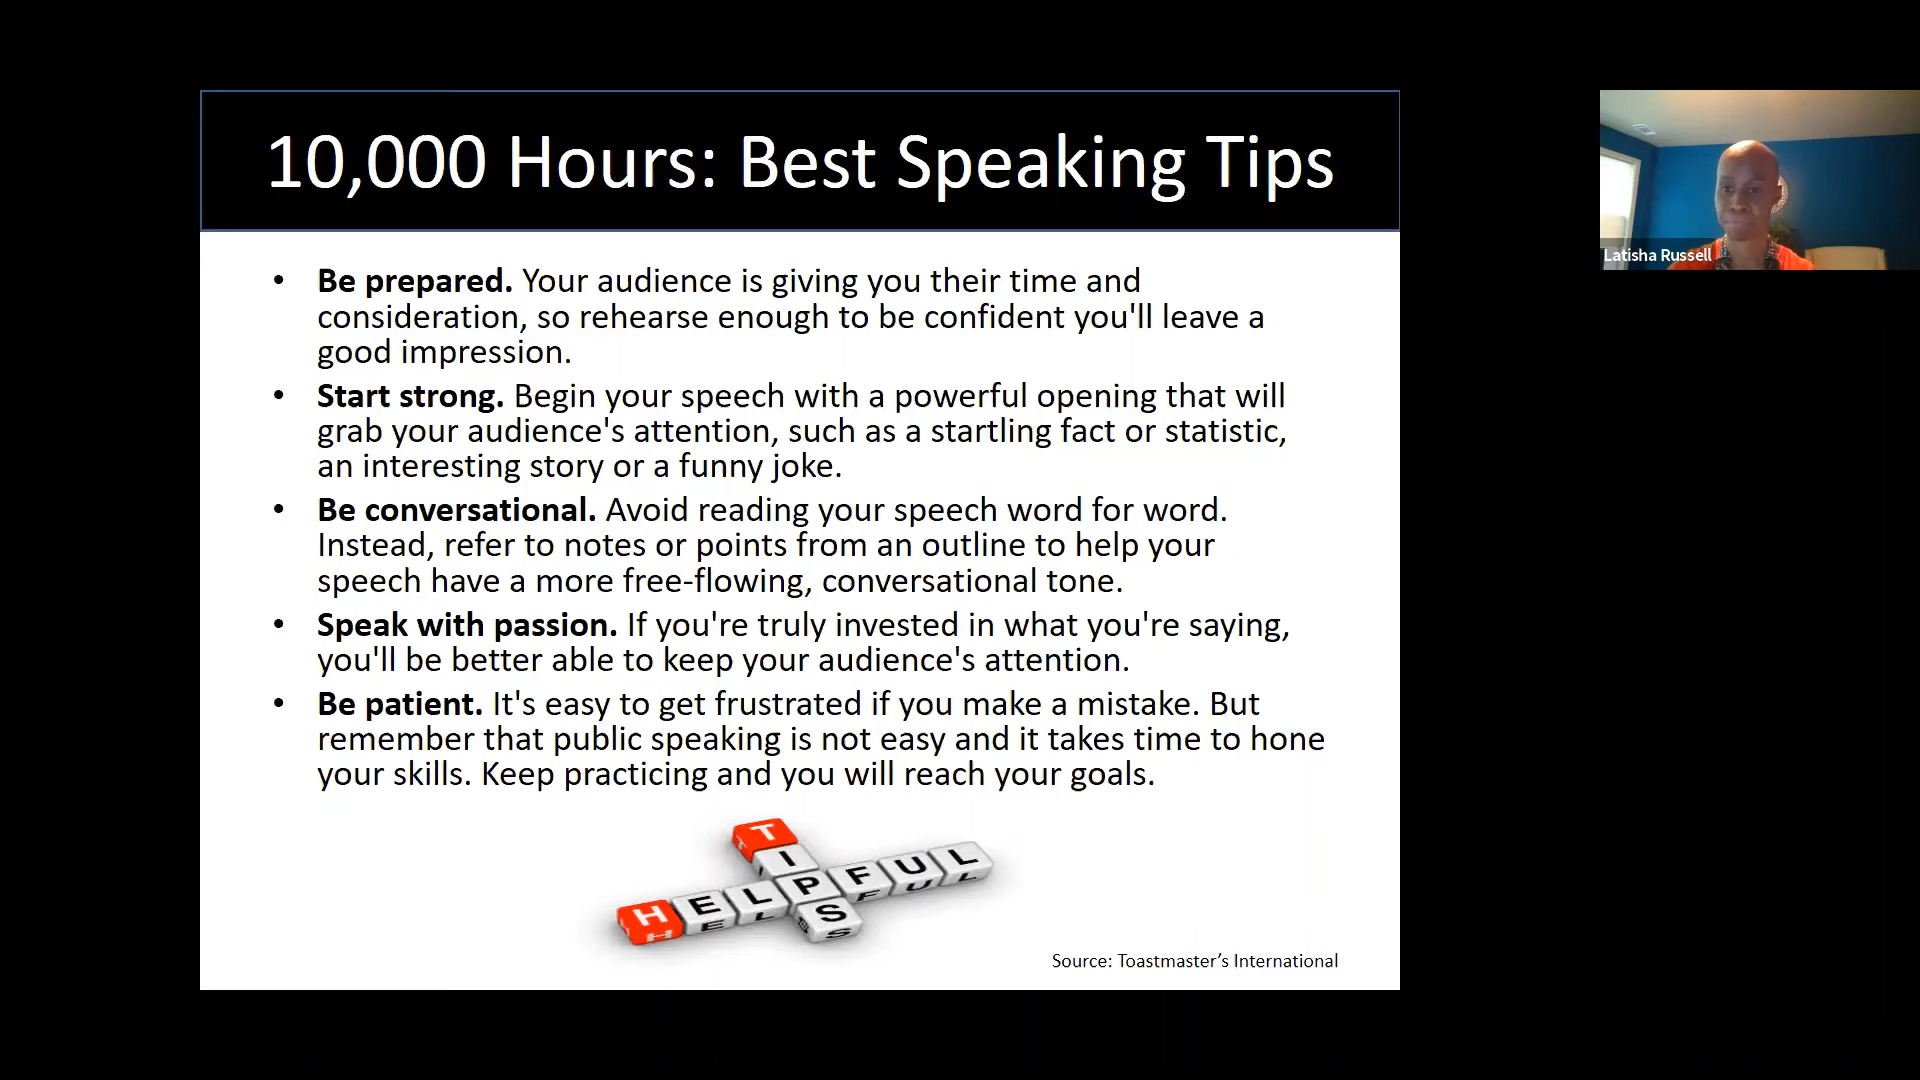 10,000 Hours: Best Speaking Tips
• Be prepared. Your audience is giving you their time and
consideration, so rehearse enough to be confident you'll leave a
good impression.
• Start strong. Begin your speech with a powerful opening that will
grab your audience's attention, such as a startling fact or statistic,
an interesting story or a funny joke.
• Be conversational. Avoid reading your speech word for word.
Instead, refer to notes or points from an outline to help your
speech have a more free-flowing, conversational tone.
• Speak with passion. If you're truly invested in what you're saying,
you'll be better able to keep your audience's attention.
• Be patient. It's easy to get frustrated if you make a mistake. But
remember that public speaking is not easy and it takes time to hone
your skills. Keep practicing and you will reach your goals.
TIPS
HELPFUL
Source: Toastmaster’s International
Latisha Russell